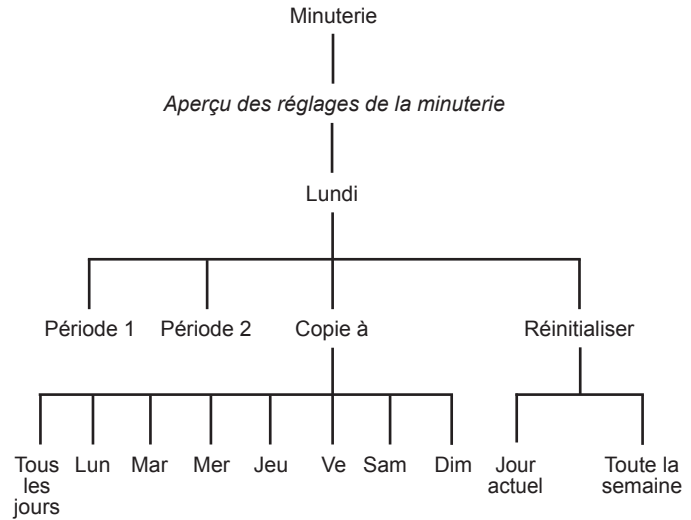 Minuterie
Aperçu des réglages de la minuterie
Lundi
Période 1 Période 2 Copie à Réinitialiser
Tous les jours Lun Mar Mer Jeu Ve Sam Dim Jour actuel Toute la semaine